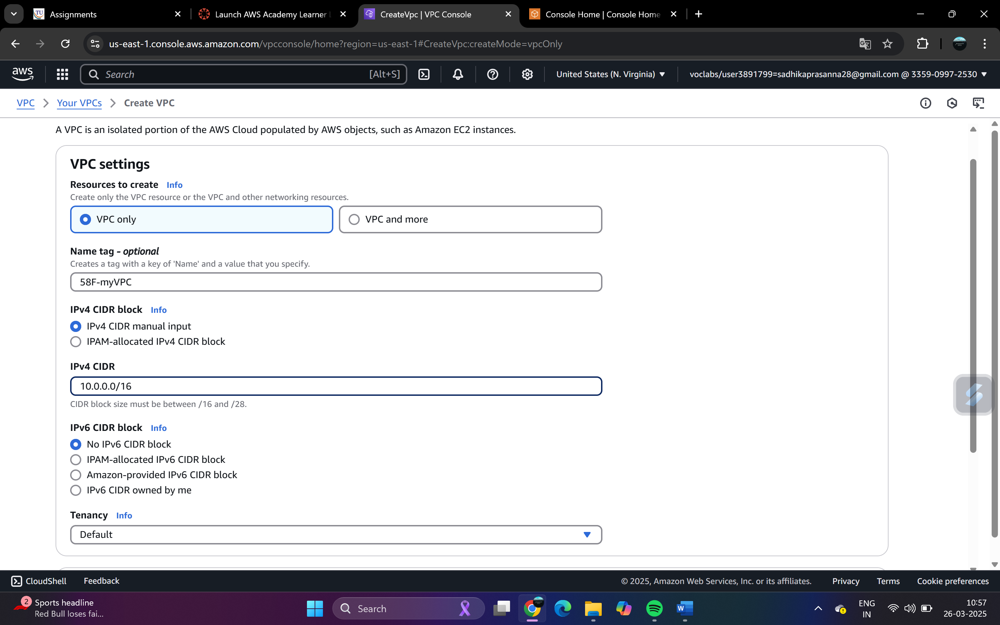 Assignments
Launch AWS Academy Learner L
CreateVpc | VPC Console
Console Home | Console Home
us-east-1.console.aws.amazon.com/vpcconsole/home?region=us-east-1#CreateVpc:createMode=vpcOnly
aws
Search
[Alt+S]
United States (N. Virginia)
voclabs/user3891799=sadhikaprasanna28@gmail.com @ 3359-0997-2530
VPC
Your VPCs
Create VPC
A VPC is an isolated portion of the AWS Cloud populated by AWS objects, such as Amazon EC2 instances.
VPC settings
Resources to create Info
Create only the VPC resource or the VPC and other networking resources.
VPC only
VPC and more
Name tag - optional
Creates a tag with a key of 'Name' and a value that you specify.
58F-myVPC
IPv4 CIDR block Info
IPv4 CIDR manual input
IPAM-allocated IPv4 CIDR block
IPv4 CIDR
10.0.0.0/16
CIDR block size must be between /16 and /28.
IPv6 CIDR block Info
No IPv6 CIDR block
IPAM-allocated IPv6 CIDR block
Amazon-provided IPv6 CIDR block
IPv6 CIDR owned by me
Tenancy Info
Default
CloudShell
Feedback
© 2025, Amazon Web Services, Inc. or its affiliates.
Privacy
Terms
Cookie preferences
2
Sports headline
Red Bull loses fai...
Search
ENG
IN
10:57
26-03-2025